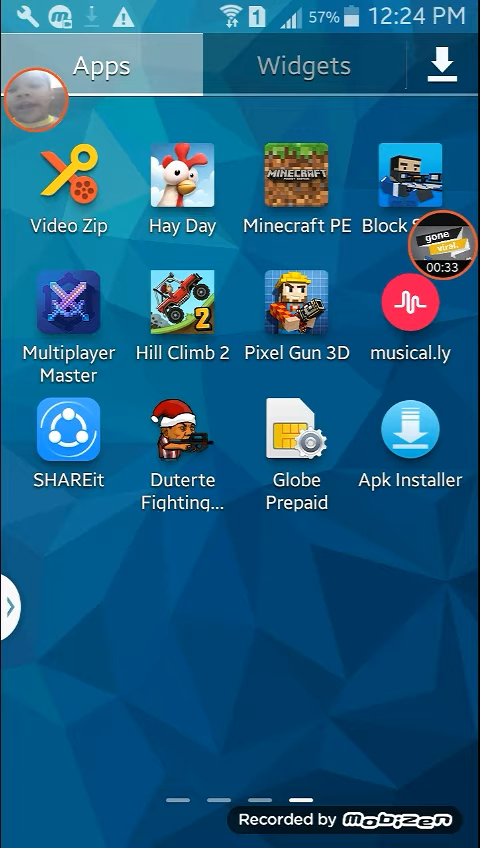 57% 12:24 PM
Apps
Widgets
Video Zip
Hay Day
MINECRAFT
Minecraft PE
Block S
gone
viral.
00:33
Multiplayer
Master
2
Hill Climb 2
Pixel Gun 3D
musical.ly
SHAREit
Duterte
Fighting...
Globe
Prepaid
Apk Installer
Recorded by Mobizen